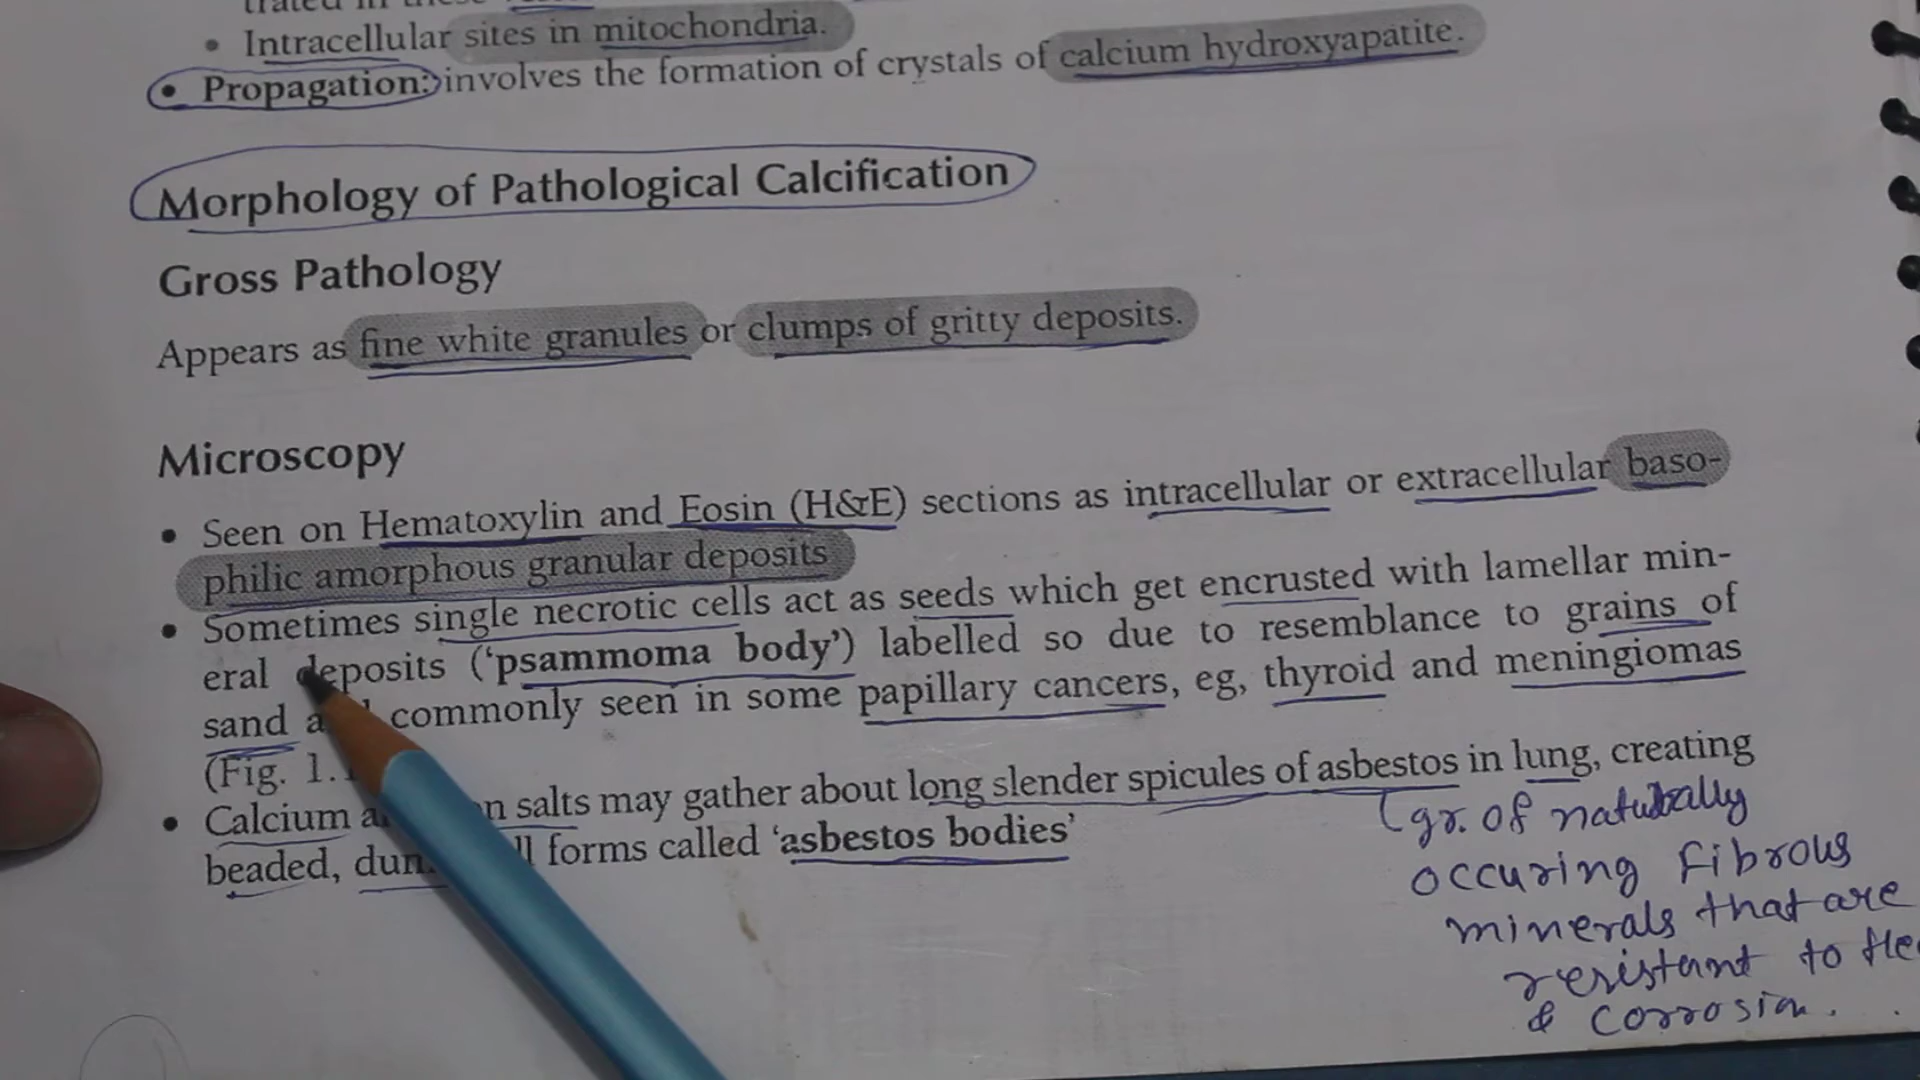 • Intracellular sites in mitochondria.
• Propagation: involves the formation of crystals of calcium hydroxyapatite.
Morphology of Pathological Calcification
Gross Pathology
Appears as fine white granules or clumps of gritty deposits.
Microscopy
• Seen on Hematoxylin and Eosin (H&E) sections as intracellular or extracellular baso-
philic amorphous granular deposits
• Sometimes single necrotic cells act as seeds which get encrusted with lamellar min-
eral deposits (‘psammoma body’) labelled so due to resemblance to grains of
sand commonly seen in some papillary cancers, eg, thyroid and meningiomas
(Fig. 1.
• Calcium salts may gather about long slender spicules of asbestos in lung, creating
beaded, forms called ‘asbestos bodies’
(gr. of naturally
occuring fibrous
minerals that are
resistant to
& corrosion.